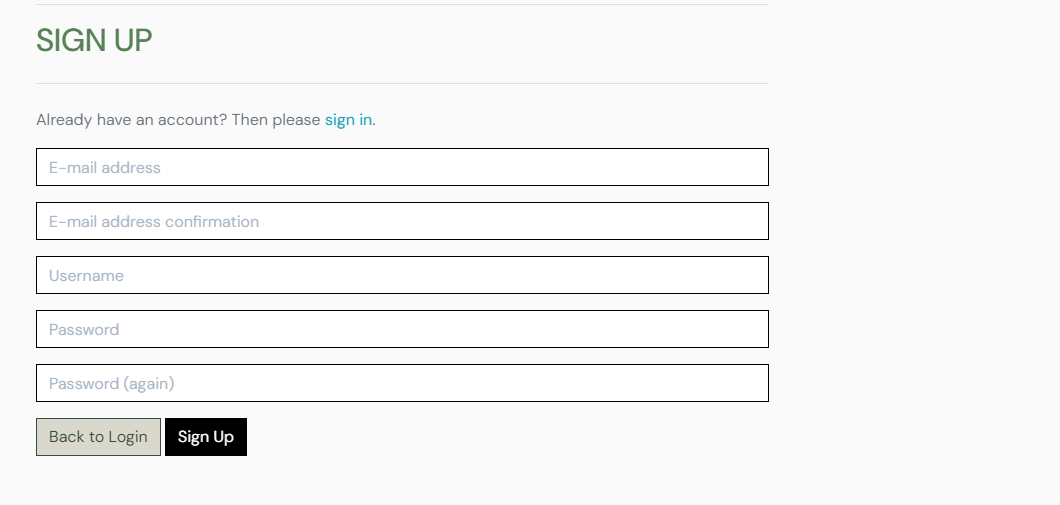 SIGN UP
Already have an account? Then please sign in.
E-mail address
E-mail address confirmation
Username
Password
Password (again)
Back to Login
Sign Up